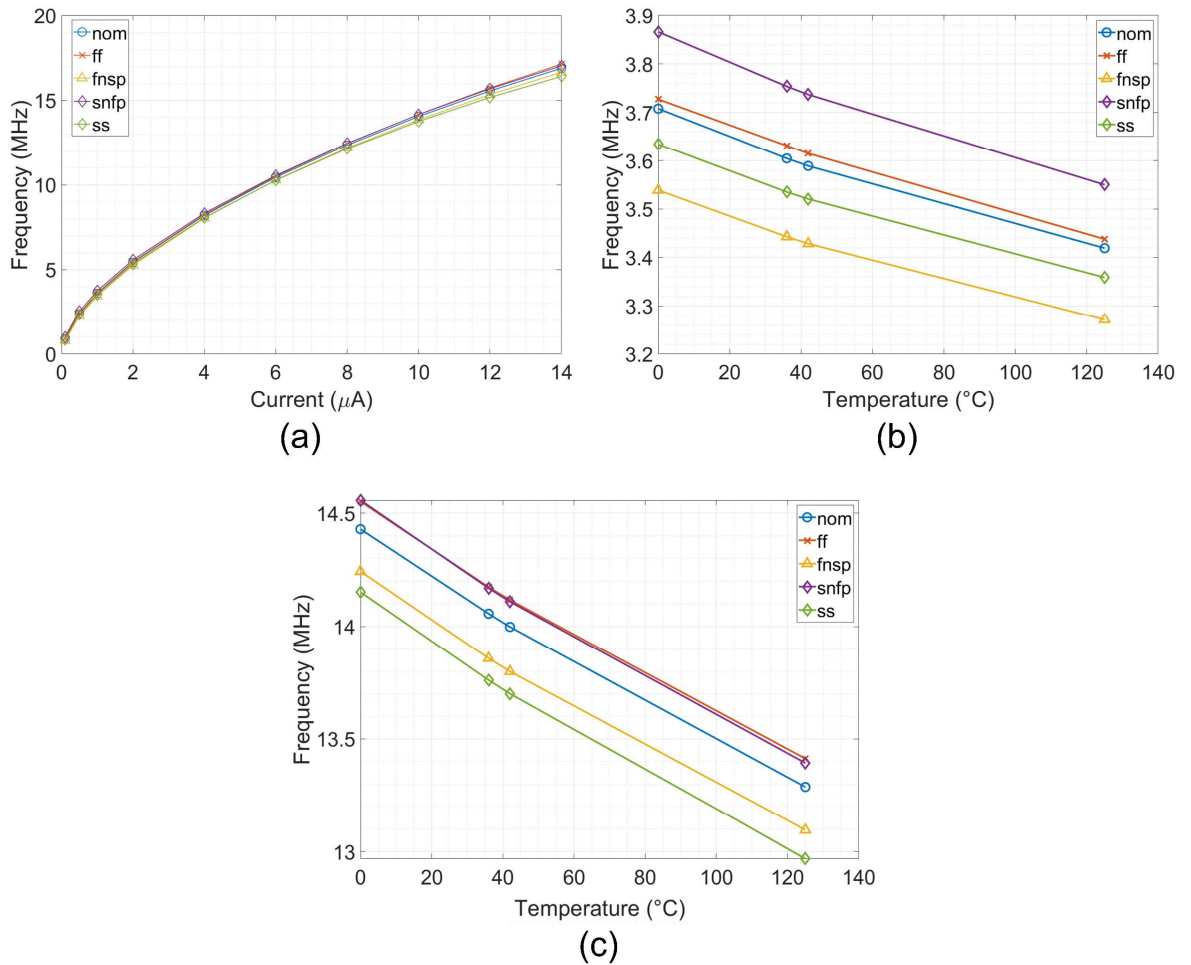 20
15
10
5
0
Frequency (MHz)
nom
ff
fnsp
snfp
ss
0 2 4 6 8 10 12 14
Current (μA)
(a)
3.9
3.8
3.7
3.6
3.5
3.4
3.3
3.2
Frequency (MHz)
nom
ff
fnsp
snfp
ss
0 20 40 60 80 100 120 140
Temperature (°C)
(b)
14.5
14
13.5
13
Frequency (MHz)
nom
ff
fnsp
snfp
ss
0 20 40 60 80 100 120 140
Temperature (°C)
(c)